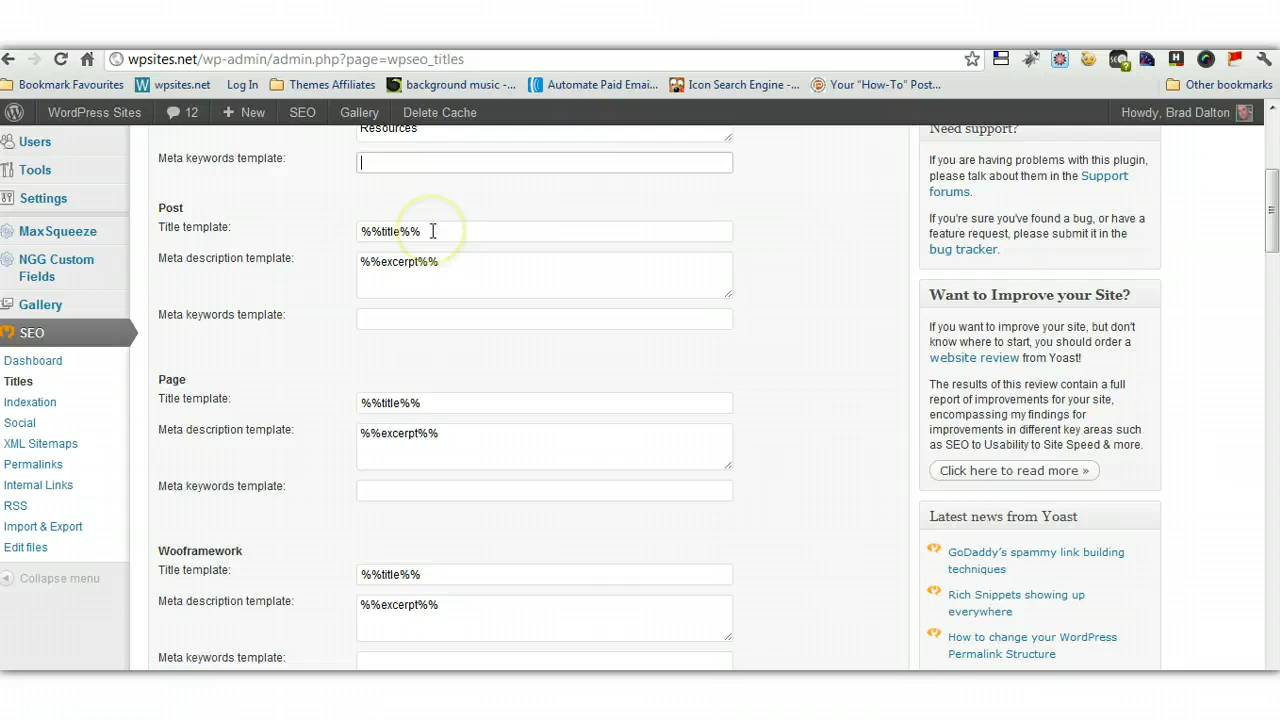 wpsites.net/wp-admin/admin.php?page=wpseo_titles
Bookmark Favourites
wpsites.net
Log In
Themes Affiliates
background music -...
Automate Paid Email...
Icon Search Engine -...
Your “How-To” Post...
Other bookmarks
WordPress Sites
12
+ New
SEO
Gallery
Delete Cache
Howdy, Brad Dalton
Users
Tools
Settings
MaxSqueeze
NGG Custom
Fields
Gallery
SEO
Dashboard
Titles
Indexation
Social
XML Sitemaps
Permalinks
Internal Links
RSS
Import & Export
Edit files
Collapse menu
Resources
Meta keywords template:
Post
Title template:
%%title%%
Meta description template:
%%excerpt%%
Meta keywords template:
Page
Title template:
%%title%%
Meta description template:
%%excerpt%%
Meta keywords template:
Wooframework
Title template:
%%title%%
Meta description template:
%%excerpt%%
Meta keywords template:
Need support?
If you are having problems with this plugin,
please talk about them in the Support
forums.
If you're sure you've found a bug, or have a
feature request, please submit it in the
bug tracker.
Want to Improve your Site?
If you want to improve your site, but don't
know where to start, you should order a
website review from Yoast!
The results of this review contain a full
report of improvements for your site,
encompassing my findings for
improvements in different key areas such
as SEO to Usability to Site Speed & more.
Click here to read more »
Latest news from Yoast
GoDaddy’s spammy link building
techniques
Rich Snippets showing up
everywhere
How to change your WordPress
Permalink Structure